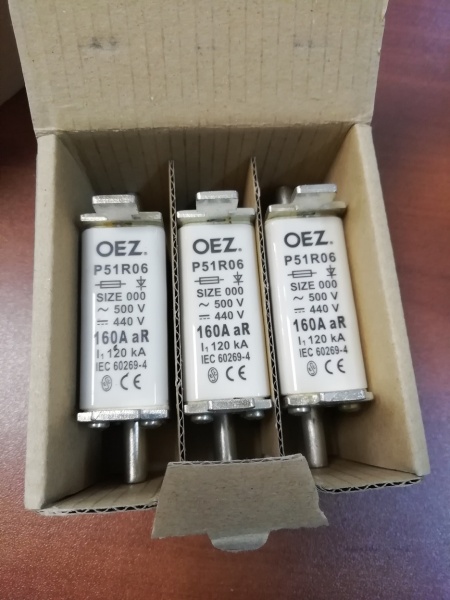 OEZ®
P51R06
SIZE 000
~ 500 V
⎓ 440 V
160A aR
I₁ 120 kA
IEC 60269-4
CE
OEZ®
P51R06
SIZE 000
~ 500 V
⎓ 440 V
160A aR
I₁ 120 kA
IEC 60269-4
CE
OEZ®
P51R06
SIZE 000
~ 500 V
⎓ 440 V
160A aR
I₁ 120 kA
IEC 60269-4
CE